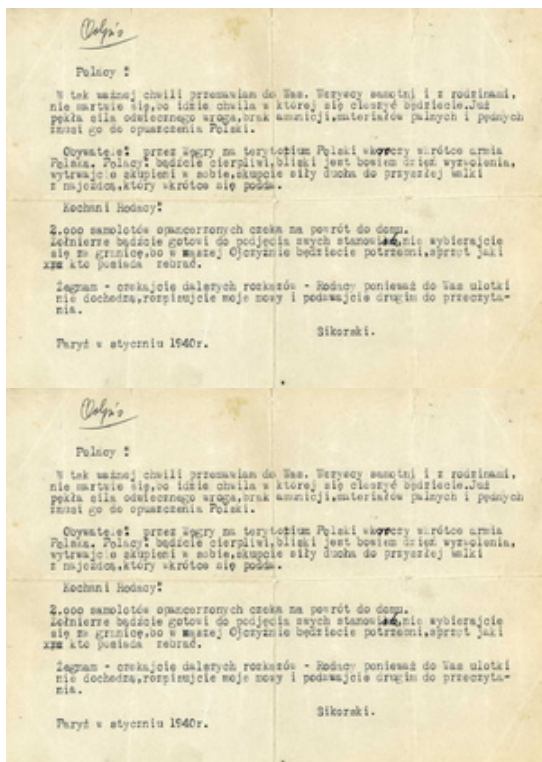 Odpis
Polacy :
W tak ważnej chwili przemawiam do Was. Wszyscy samotni i z rodzinami,
nie martwcie się,bo idzie chwila w której się cieszyć będziecie.Już
pękła siła odwiecznego wroga,brak amunicji,materiałów palnych i pędnych
zmusi go do opuszczenia Polski.
Obywatele! przez Węgry na terytorium Polski wkorczy wkrótce armia
Polska. Polacy! bądźcie cierpliwi,bliski jest bowiem dzień wyzwolenia,
wytrwajcie skupieni w sobie,skupcie siły ducha do przyszłej walki
z najeźdcą,który wkrótce się podda.
Kochani Rodacy!
2.000 samolotów opancerzonych czeka na powrót do domu.
Żołnierze bądźcie gotowi do podjęcia swych stanowisk,nie wybierajcie
się za granicę,bo w naszej Ojczyźnie będziecie potrzebni,sprzęt jaki
xxx kto posiada zebrać.
Żegnam - czekajcie dalszych rozkazów - Rodacy ponieważ do Was ulotki
nie dochodzą,rozpisujcie moje mowy i podawajcie drugim do przeczyta-
nia.
Sikorski.
Paryż w styczniu 1940r.
Odpis
Polacy :
W tak ważnej chwili przemawiam do Was. Wszyscy samotni i z rodzinami,
nie martwcie się,bo idzie chwila w której się cieszyć będziecie.Już
pękła siła odwiecznego wroga,brak amunicji,materiałów palnych i pędnych
zmusi go do opuszczenia Polski.
Obywatele! przez Węgry na terytorium Polski wkorczy wkrótce armia
Polska. Polacy! bądźcie cierpliwi,bliski jest bowiem dzień wyzwolenia,
wytrwajcie skupieni w sobie,skupcie siły ducha do przyszłej walki
z najeźdcą,który wkrótce się podda.
Kochani Rodacy!
2.000 samolotów opancerzonych czeka na powrót do domu.
Żołnierze bądźcie gotowi do podjęcia swych stanowisk,nie wybierajcie
się za granicę,bo w naszej Ojczyźnie będziecie potrzebni,sprzęt jaki
xxx kto posiada zebrać.
Żegnam - czekajcie dalszych rozkazów - Rodacy ponieważ do Was ulotki
nie dochodzą,rozpisujcie moje mowy i podawajcie drugim do przeczyta-
nia.
Sikorski.
Paryż w styczniu 1940r.